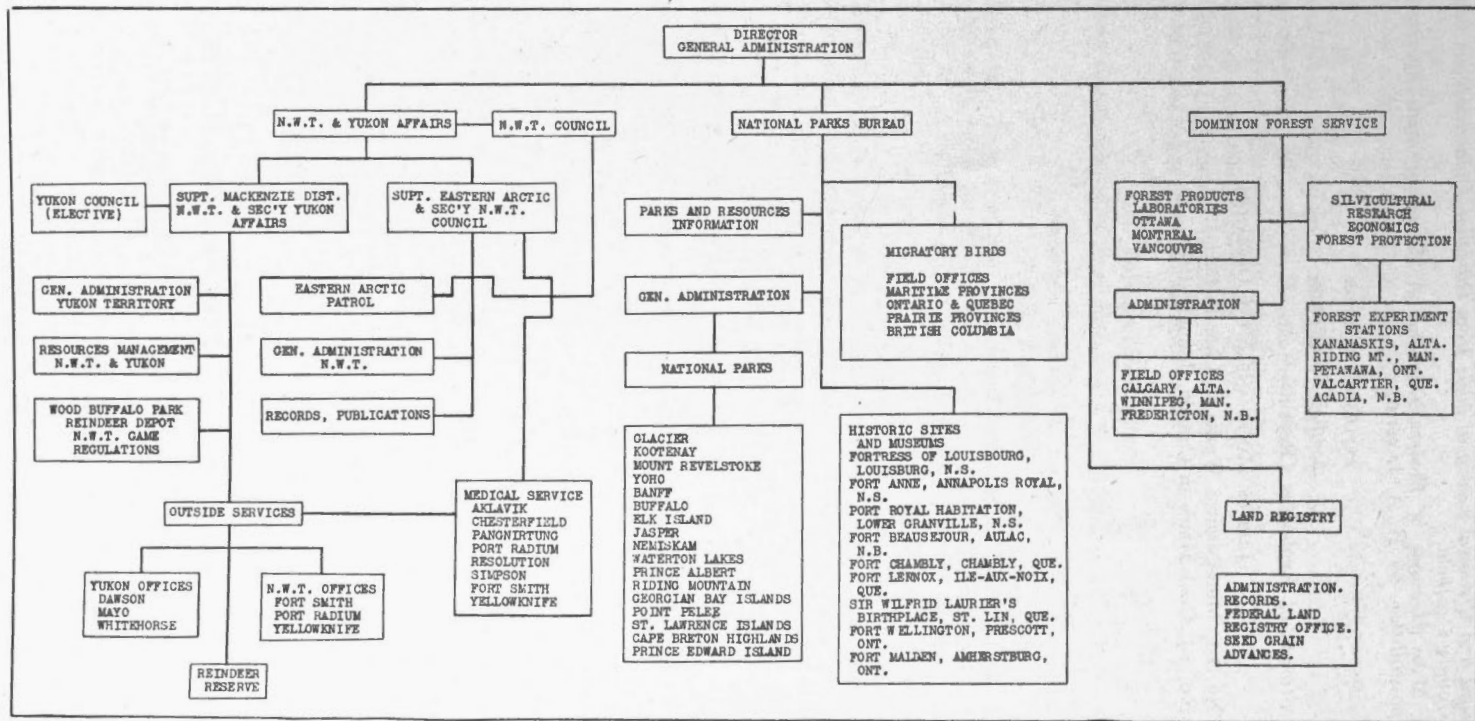 DIRECTOR
GENERAL ADMINISTRATION
N.W.T. & YUKON AFFAIRS
N.W.T. COUNCIL
NATIONAL PARKS BUREAU
DOMINION FOREST SERVICE
YUKON COUNCIL
(ELECTIVE)
SUPT. MACKENZIE DIST.
N.W.T. & SEC'Y YUKON
AFFAIRS
SUPT. EASTERN ARCTIC
& SEC'Y N.W.T.
COUNCIL
PARKS AND RESOURCES
INFORMATION
MIGRATORY BIRDS
FIELD OFFICES
MARITIME PROVINCES
ONTARIO & QUEBEC
PRAIRIE PROVINCES
BRITISH COLUMBIA
FOREST PRODUCTS
LABORATORIES
OTTAWA
MONTREAL
VANCOUVER
SILVICULTURAL
RESEARCH
ECONOMICS
FOREST PROTECTION
GEN. ADMINISTRATION
YUKON TERRITORY
EASTERN ARCTIC
PATROL
GEN. ADMINISTRATION
ADMINISTRATION
RESOURCES MANAGEMENT
N.W.T. & YUKON
GEN. ADMINISTRATION
N.W.T.
NATIONAL PARKS
FIELD OFFICES
CALGARY, ALTA.
WINNIPEG, MAN.
FREDERICTON, N.B.
FOREST EXPERIMENT
STATIONS
KANANASKIS, ALTA.
RIDING MT., MAN.
PETAWAWA, ONT.
VALCARTIER, QUE.
ACADIA, N.B.
WOOD BUFFALO PARK
REINDEER DEPOT
N.W.T. GAME
REGULATIONS
RECORDS, PUBLICATIONS
GLACIER
KOOTENAY
MOUNT REVELSTOKE
YOHO
BANFF
BUFFALO
ELK ISLAND
JASPER
NEMISKAM
WATERTON LAKES
PRINCE ALBERT
RIDING MOUNTAIN
GEORGIAN BAY ISLANDS
POINT PELEE
ST. LAWRENCE ISLANDS
CAPE BRETON HIGHLANDS
PRINCE EDWARD ISLAND
HISTORIC SITES
AND MUSEUMS
FORTRESS OF LOUISBOURG,
LOUISBURG, N.S.
FORT ANNE, ANNAPOLIS ROYAL,
N.S.
PORT ROYAL HABITATION,
LOWER GRANVILLE, N.S.
FORT BEAUSEJOUR, AULAC,
N.B.
FORT CHAMBLY, CHAMBLY, QUE.
FORT LENNOX, ILE-AUX-NOIX,
QUE.
SIR WILFRID LAURIER'S
BIRTHPLACE, ST. LIN, QUE.
FORT WELLINGTON, PRESCOTT,
ONT.
FORT MALDEN, AMHERSTBURG,
ONT.
OUTSIDE SERVICES
MEDICAL SERVICE
AKLAVIK
CHESTERFIELD
PANGNIRTUNG
PORT RADIUM
RESOLUTION
SIMPSON
FORT SMITH
YELLOWKNIFE
LAND REGISTRY
YUKON OFFICES
DAWSON
MAYO
WHITEHORSE
N.W.T. OFFICES
FORT SMITH
PORT RADIUM
YELLOWKNIFE
ADMINISTRATION.
RECORDS.
FEDERAL LAND
REGISTRY OFFICE.
SEED GRAIN
ADVANCES.
REINDEER
RESERVE